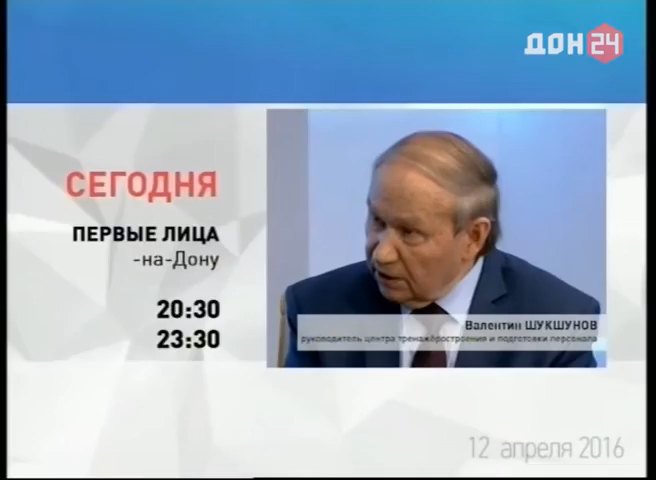 ДОН 24
СЕГОДНЯ
ПЕРВЫЕ ЛИЦА
-на-Дону
20:30
23:30
Валентин ШУКШУНОВ
руководитель центра тренажёростроения и подготовки персонала
12 апреля 2016